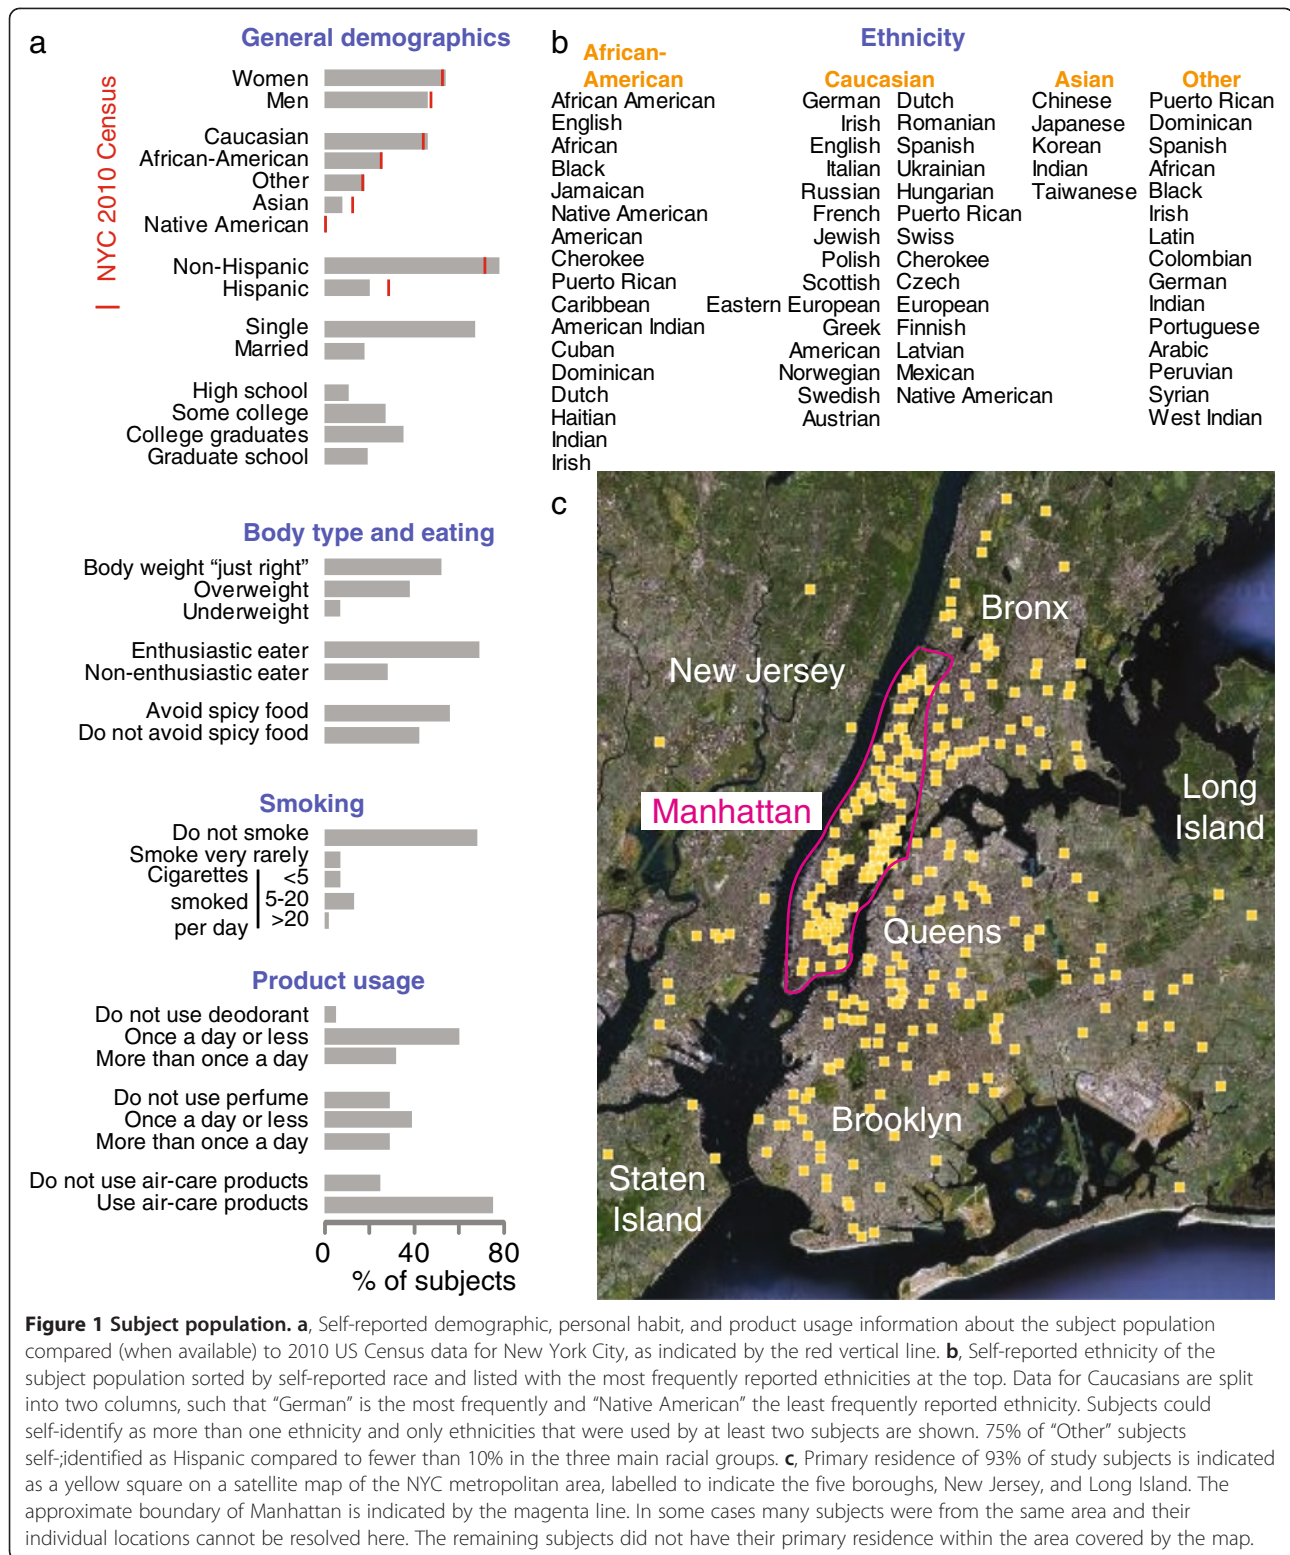 a
General demographics
NYC 2010 Census
Women
Men
Caucasian
African-American
Other
Asian
Native American
Non-Hispanic
Hispanic
Single
Married
High school
Some college
College graduates
Graduate school
Body type and eating
Body weight “just right”
Overweight
Underweight
Enthusiastic eater
Non-enthusiastic eater
Avoid spicy food
Do not avoid spicy food
Smoking
Do not smoke
Smoke very rarely
Cigarettes
smoked
per day
<5
5-20
>20
Product usage
Do not use deodorant
Once a day or less
More than once a day
Do not use perfume
Once a day or less
More than once a day
Do not use air-care products
Use air-care products
0 40 80
% of subjects
b
Ethnicity
African-
American
African American
English
African
Black
Jamaican
Native American
American
Cherokee
Puerto Rican
Caribbean
American Indian
Cuban
Dominican
Dutch
Haitian
Indian
Irish
Caucasian
German
Irish
English
Italian
Russian
French
Jewish
Polish
Scottish
Eastern European
Greek
American
Norwegian
Swedish
Austrian
Dutch
Romanian
Spanish
Ukrainian
Hungarian
Puerto Rican
Swiss
Cherokee
Czech
European
Finnish
Latvian
Mexican
Native American
Asian
Chinese
Japanese
Korean
Indian
Taiwanese
Other
Puerto Rican
Dominican
Spanish
African
Black
Irish
Latin
Colombian
German
Indian
Portuguese
Arabic
Peruvian
Syrian
West Indian
c
Bronx
New Jersey
Manhattan
Long
Island
Queens
Brooklyn
Staten
Island
Figure 1 Subject population. a, Self-reported demographic, personal habit, and product usage information about the subject population
compared (when available) to 2010 US Census data for New York City, as indicated by the red vertical line. b, Self-reported ethnicity of the
subject population sorted by self-reported race and listed with the most frequently reported ethnicities at the top. Data for Caucasians are split
into two columns, such that “German” is the most frequently and “Native American” the least frequently reported ethnicity. Subjects could
self-identify as more than one ethnicity and only ethnicities that were used by at least two subjects are shown. 75% of “Other” subjects
self-;identified as Hispanic compared to fewer than 10% in the three main racial groups. c, Primary residence of 93% of study subjects is indicated
as a yellow square on a satellite map of the NYC metropolitan area, labelled to indicate the five boroughs, New Jersey, and Long Island. The
approximate boundary of Manhattan is indicated by the magenta line. In some cases many subjects were from the same area and their
individual locations cannot be resolved here. The remaining subjects did not have their primary residence within the area covered by the map.